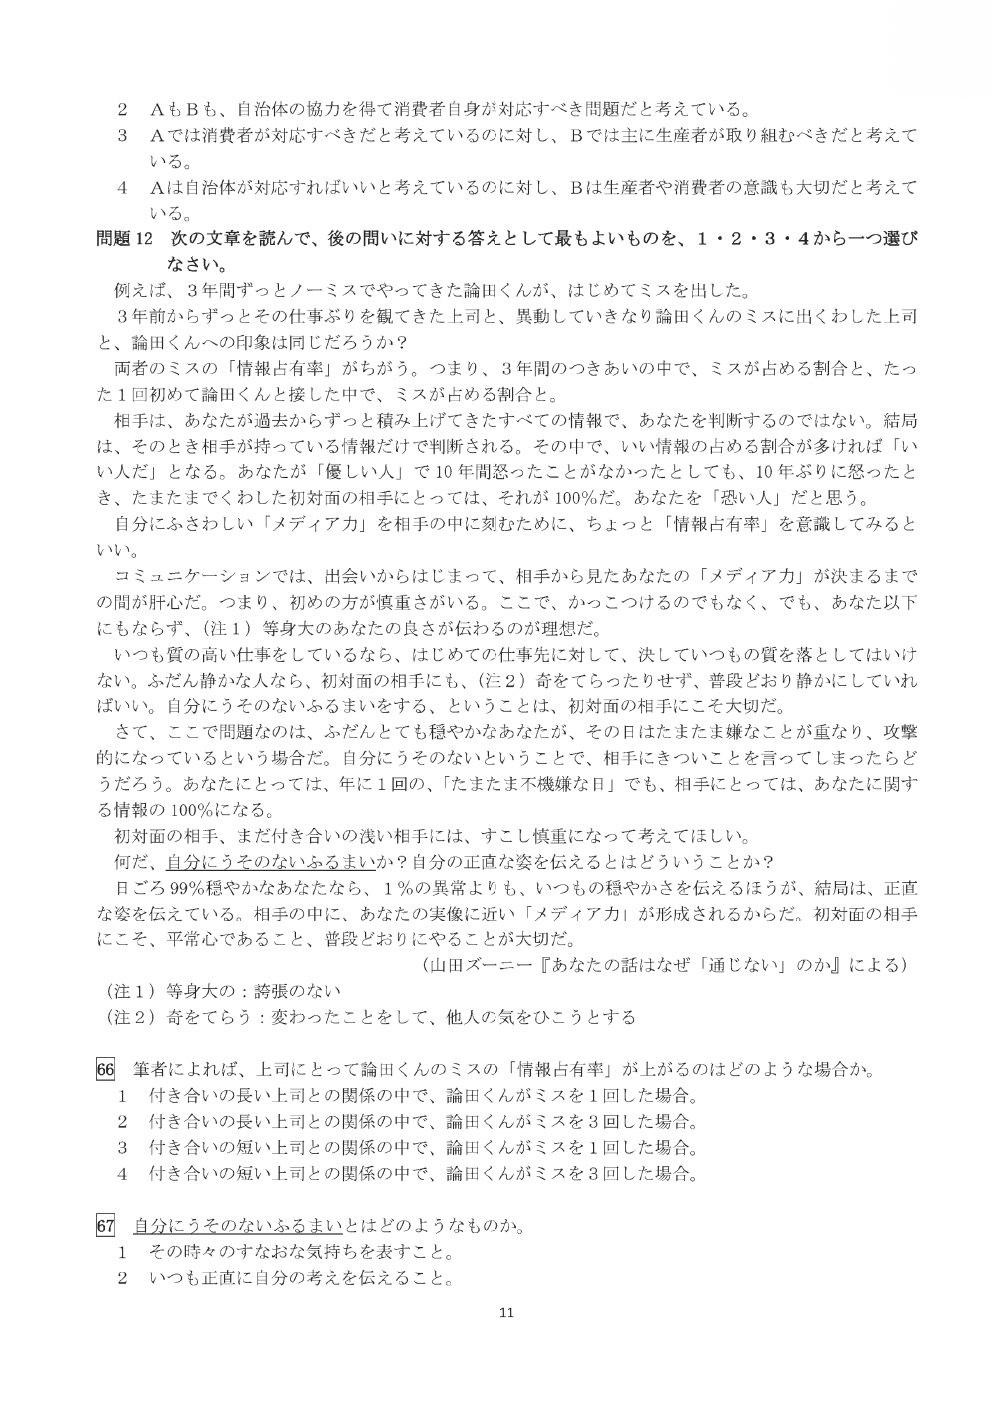 2　ＡもＢも、自治体の協力を得て消費者自身が対応すべき問題だと考えている。
3　Ａでは消費者が対応すべきだと考えているのに対し、Ｂでは主に生産者が取り組むべきだと考えて
いる。
4　Ａは自治体が対応すればいいと考えているのに対し、Ｂは生産者や消費者の意識も大切だと考えて
いる。
問題12　次の文章を読んで、後の問いに対する答えとして最もよいものを、１・２・３・４から一つ選び
なさい。
例えば、３年間ずっとノーミスでやってきた論田くんが、はじめてミスを出した。
３年前からずっとその仕事ぶりを観てきた上司と、異動していきなり論田くんのミスに出くわした上司
と、論田くんへの印象は同じだろうか？
両者のミスの「情報占有率」がちがう。つまり、３年間のつきあいの中で、ミスが占める割合と、たっ
た１回初めて論田くんと接した中で、ミスが占める割合と。
相手は、あなたが過去からずっと積み上げてきたすべての情報で、あなたを判断するのではない。結局
は、そのとき相手が持っている情報だけで判断される。その中で、いい情報の占める割合が多ければ「い
い人だ」となる。あなたが「優しい人」で 10 年間怒ったことがなかったとしても、10 年ぶりに怒ったと
き、たまたまでくわした初対面の相手にとっては、それが 100％だ。あなたを「恐い人」だと思う。
自分にふさわしい「メディア力」を相手の中に刻むために、ちょっと「情報占有率」を意識してみると
いい。
コミュニケーションでは、出会いからはじまって、相手から見たあなたの「メディア力」が決まるまで
の間が肝心だ。つまり、初めの方が慎重さがいる。ここで、かっこつけるのでもなく、でも、あなた以下
にもならず、（注１）等身大のあなたの良さが伝わるのが理想だ。
いつも質の高い仕事をしているなら、はじめての仕事先に対して、決していつもの質を落としてはいけ
ない。ふだん静かな人なら、初対面の相手にも、（注２）奇をてらったりせず、普段どおり静かにしていれ
ばいい。自分にうそのないふるまいをする、ということは、初対面の相手にこそ大切だ。
さて、ここで問題なのは、ふだんとても穏やかなあなたが、その日はたまたま嫌なことが重なり、攻撃
的になっているという場合だ。自分にうそのないということで、相手にきついことを言ってしまったらど
うだろう。あなたにとっては、年に１回の、「たまたま不機嫌な日」でも、相手にとっては、あなたに関す
る情報の 100％になる。
初対面の相手、まだ付き合いの浅い相手には、すこし慎重になって考えてほしい。
何だ、自分にうそのないふるまいか？自分の正直な姿を伝えるとはどういうことか？
日ごろ 99％穏やかなあなたなら、１％の異常よりも、いつもの穏やかさを伝えるほうが、結局は、正直
な姿を伝えている。相手の中に、あなたの実像に近い「メディア力」が形成されるからだ。初対面の相手
にこそ、平常心であること、普段どおりにやることが大切だ。
（山田ズーニー『あなたの話はなぜ「通じない」のか』による）
（注１）等身大の：誇張のない
（注２）奇をてらう：変わったことをして、他人の気をひこうとする
66　筆者によれば、上司にとって論田くんのミスの「情報占有率」が上がるのはどのような場合か。
1　付き合いの長い上司との関係の中で、論田くんがミスを１回した場合。
2　付き合いの長い上司との関係の中で、論田くんがミスを３回した場合。
3　付き合いの短い上司との関係の中で、論田くんがミスを１回した場合。
4　付き合いの短い上司との関係の中で、論田くんがミスを３回した場合。
67　自分にうそのないふるまいとはどのようなものか。
1　その時々のすなおな気持ちを表すこと。
2　いつも正直に自分の考えを伝えること。
11